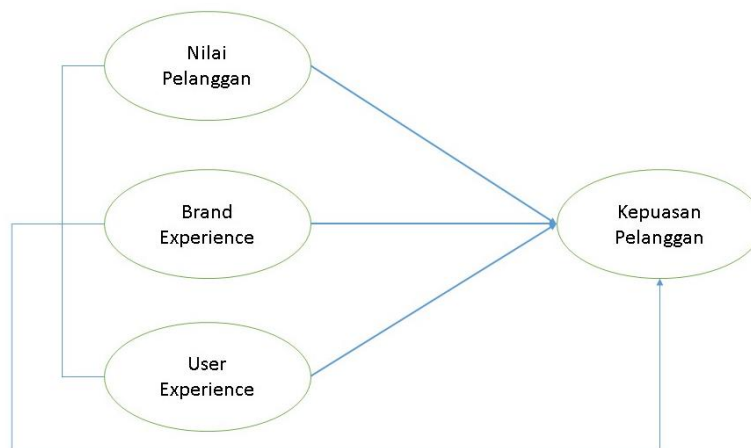 Nilai
Pelanggan
Brand
Experience
Kepuasan
Pelanggan
User
Experience